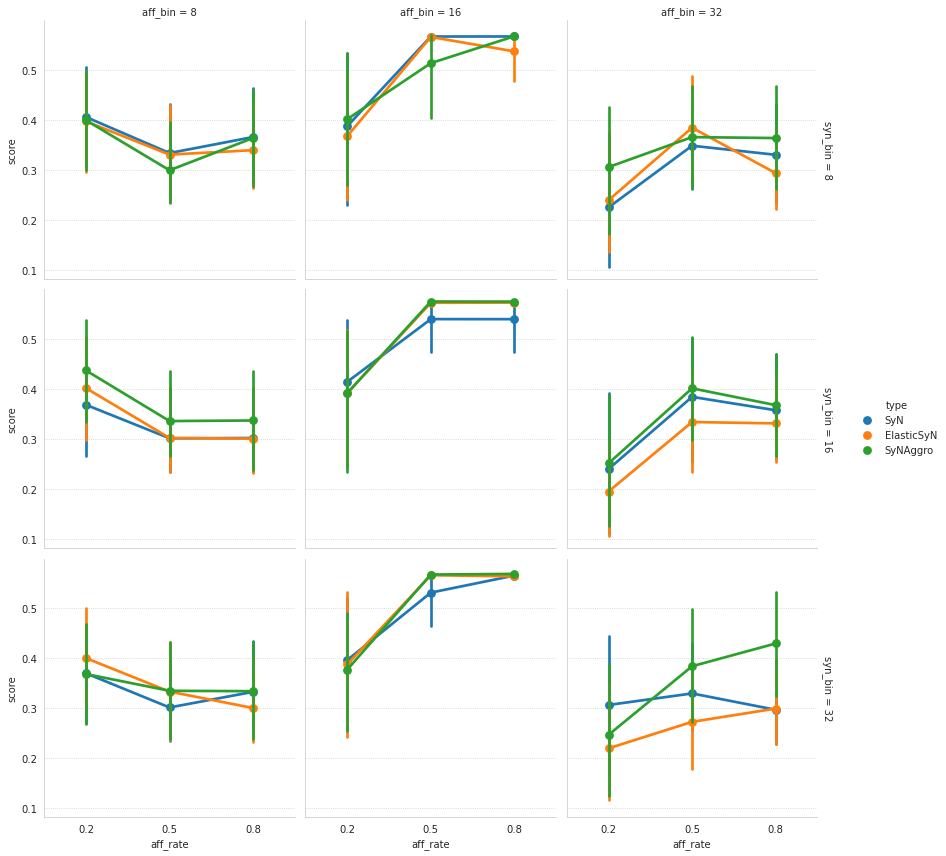 aff_bin = 8
aff_bin = 16
aff_bin = 32
0.5
0.4
0.3
0.2
0.1
score
syn_bin = 8
0.5
0.4
0.3
0.2
0.1
score
syn_bin = 16
type
SyN
ElasticSyN
SyNAggro
0.5
0.4
0.3
0.2
0.1
score
syn_bin = 32
0.2 0.5 0.8
aff_rate
0.2 0.5 0.8
aff_rate
0.2 0.5 0.8
aff_rate